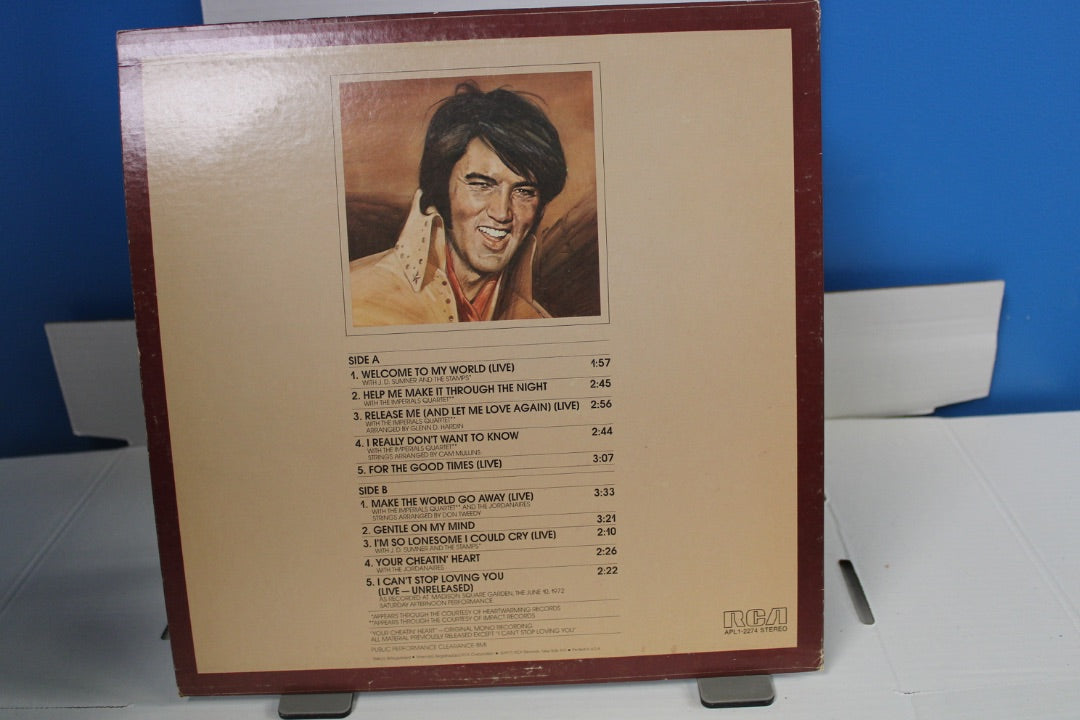 SIDE A
1. WELCOME TO MY WORLD (LIVE) 1:57
WITH J. D. SUMNER AND THE STAMPS*
2. HELP ME MAKE IT THROUGH THE NIGHT 2:45
WITH THE IMPERIALS QUARTET**
3. RELEASE ME (AND LET ME LOVE AGAIN) (LIVE) 2:56
WITH THE IMPERIALS QUARTET**
ARRANGED BY GLENN D. HARDIN
4. I REALLY DON'T WANT TO KNOW 2:44
WITH THE IMPERIALS QUARTET**
STRINGS ARRANGED BY CAM MULLINS
5. FOR THE GOOD TIMES (LIVE) 3:07
SIDE B
1. MAKE THE WORLD GO AWAY (LIVE) 3:33
WITH THE IMPERIALS QUARTET** AND THE JORDANAIRES
STRINGS ARRANGED BY DON TWEEDY
2. GENTLE ON MY MIND 3:21
3. I'M SO LONESOME I COULD CRY (LIVE) 2:10
WITH J. D. SUMNER AND THE STAMPS*
4. YOUR CHEATIN' HEART 2:26
WITH THE JORDANAIRES
5. I CAN'T STOP LOVING YOU 2:22
(LIVE — UNRELEASED)
AS RECORDED AT MADISON SQUARE GARDEN, THE JUNE 10, 1972
SATURDAY AFTERNOON PERFORMANCE.
*APPEARS THROUGH THE COURTESY OF HEARTWARMING RECORDS
**APPEARS THROUGH THE COURTESY OF IMPACT RECORDS
"YOUR CHEATIN' HEART"—ORIGINAL MONO RECORDING
ALL MATERIAL PREVIOUSLY RELEASED EXCEPT "I CAN'T STOP LOVING YOU"
PUBLIC PERFORMANCE CLEARANCE-BMI
RCA Records, New York, N.Y. • Printed in U.S.A.
RCA
APL1-2274 STEREO